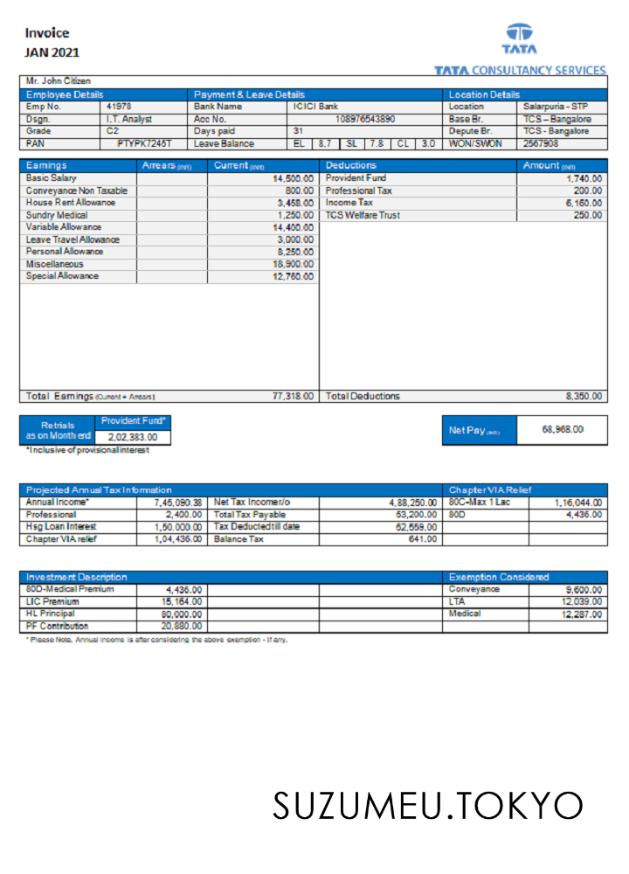 Invoice
JAN 2021
TATA
TATA CONSULTANCY SERVICES
Mr. John Citizen
Employee Details Payment & Leave Details Location Details
Emp No. 41978 Bank Name ICICI Bank Location Salarpuria - STP
Dsgn. I.T. Analyst Acc No. 108976543890 Base Br. TCS – Bangalore
Grade C2 Days paid 31 Depute Br. TCS - Bangalore
PAN PTYPK7245T Leave Balance EL 8.7 SL 7.8 CL 3.0 WON/SWON 2567908
Earnings Arrears (INR) Current (INR) Deductions Amount (INR)
Basic Salary 14,500.00 Provident Fund 1,740.00
Conveyance Non Taxable 800.00 Professional Tax 200.00
House Rent Allowance 3,458.00 Income Tax 6,160.00
Sundry Medical 1,250.00 TCS Welfare Trust 250.00
Variable Allowance 14,400.00
Leave Travel Allowance 3,000.00
Personal Allowance 8,250.00
Miscellaneous 18,900.00
Special Allowance 12,760.00
Total Earnings (Current + Arrears) 77,318.00 Total Deductions 8,350.00
Retrials as on Month end Provident Fund* 2,02,383.00 Net Pay (INR) 68,968.00
*Inclusive of provisional interest
Projected Annual Tax Information Chapter VIA Relief
Annual Income* 7,45,090.38 Net Tax Income r/o 4,88,250.00 80C-Max 1 Lac 1,16,044.00
Professional 2,400.00 Total Tax Payable 53,200.00 80D 4,436.00
Hsg Loan Interest 1,50,000.00 Tax Deducted till date 52,559.00
Chapter VIA relief 1,04,436.00 Balance Tax 641.00
Investment Description Exemption Considered
80D-Medical Premium 4,436.00 Conveyance 9,600.00
LIC Premium 15,164.00 LTA 12,039.00
HL Principal 80,000.00 Medical 12,287.00
PF Contribution 20,880.00
* Please Note, Annual Income is after considering the above exemption - if any.
SUZUMEU.TOKYO